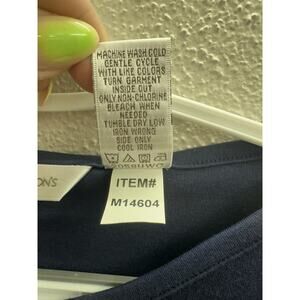 MACHINE WASH COLD
GENTLE CYCLE
WITH LIKE COLORS
TURN GARMENT
INSIDE OUT
ONLY NON-CHLORINE
BLEACH WHEN
NEEDED
TUMBLE DRY LOW
IRON WRONG
SIDE ONLY
COOL IRON
ON'S
ITEM#
M14604